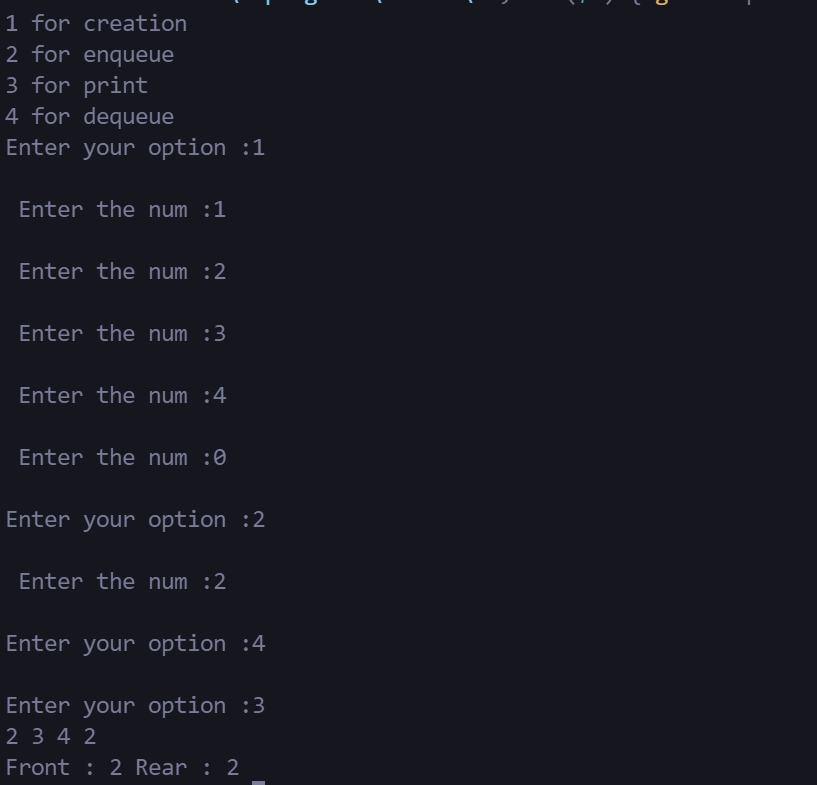 1 for creation
2 for enqueue
3 for print
4 for dequeue
Enter your option :1
Enter the num :1
Enter the num :2
Enter the num :3
Enter the num :4
Enter the num :0
Enter your option :2
Enter the num :2
Enter your option :4
Enter your option :3
2 3 4 2
Front : 2 Rear : 2